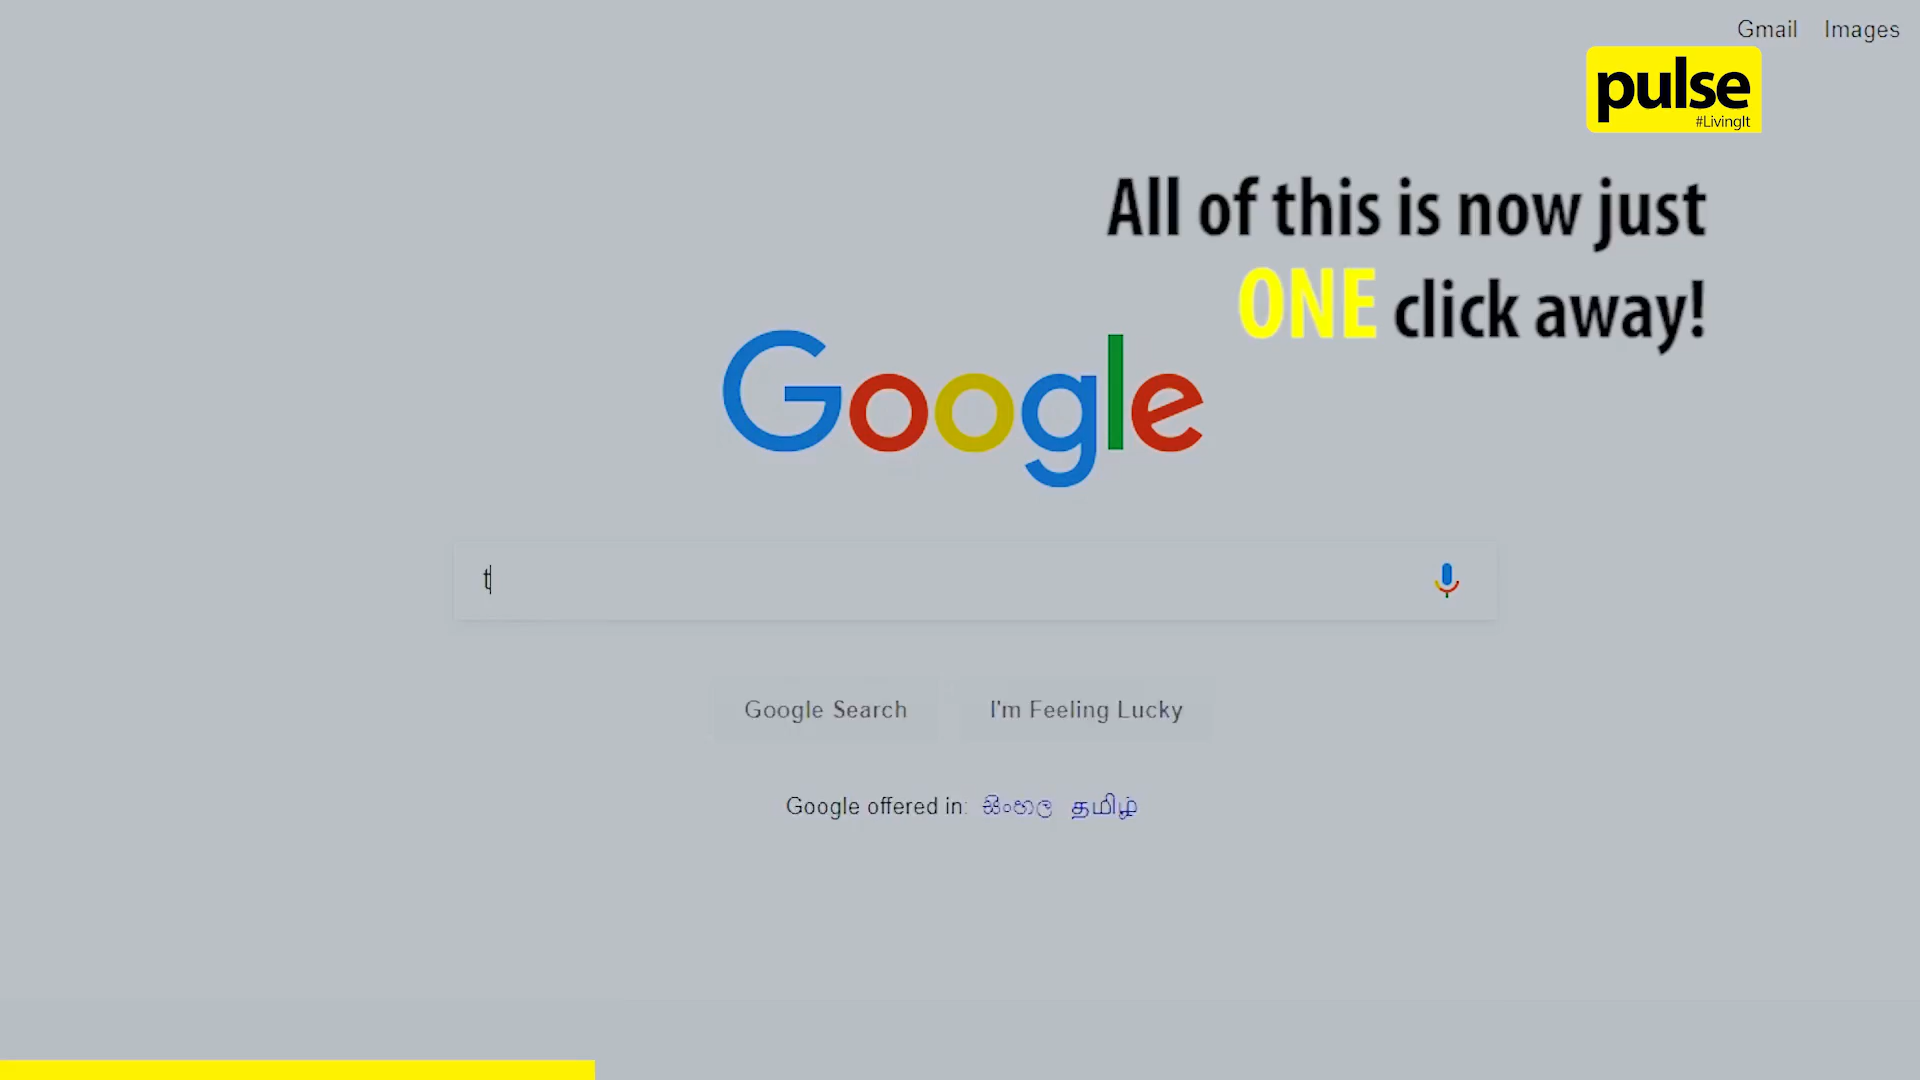 Gmail Images
pulse
#LivingIt
All of this is now just
ONE click away!
Google
t
Google Search I'm Feeling Lucky
Google offered in: සිංහල தமிழ்